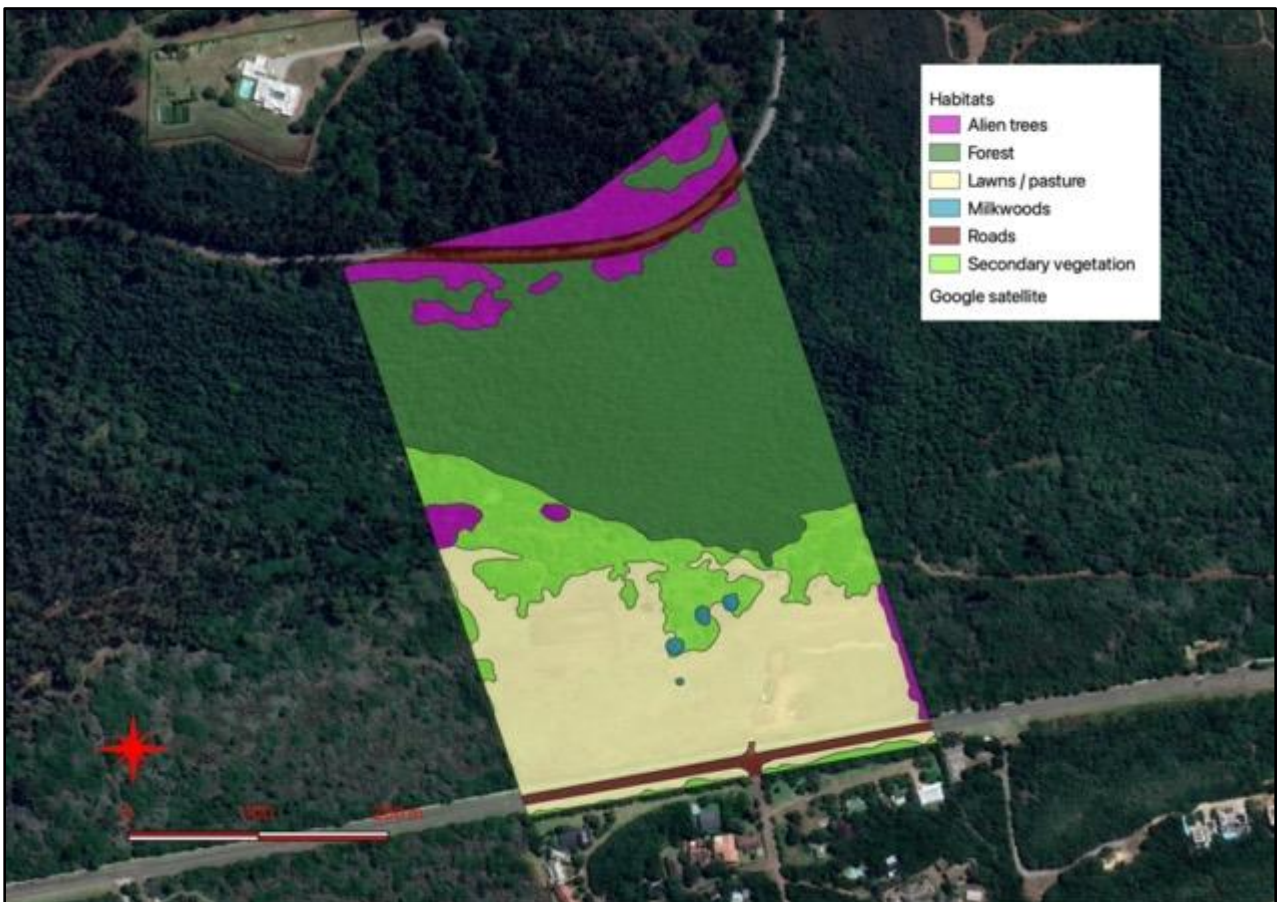 Habitats
Alien trees
Forest
Lawns / pasture
Milkwoods
Roads
Secondary vegetation
Google satellite